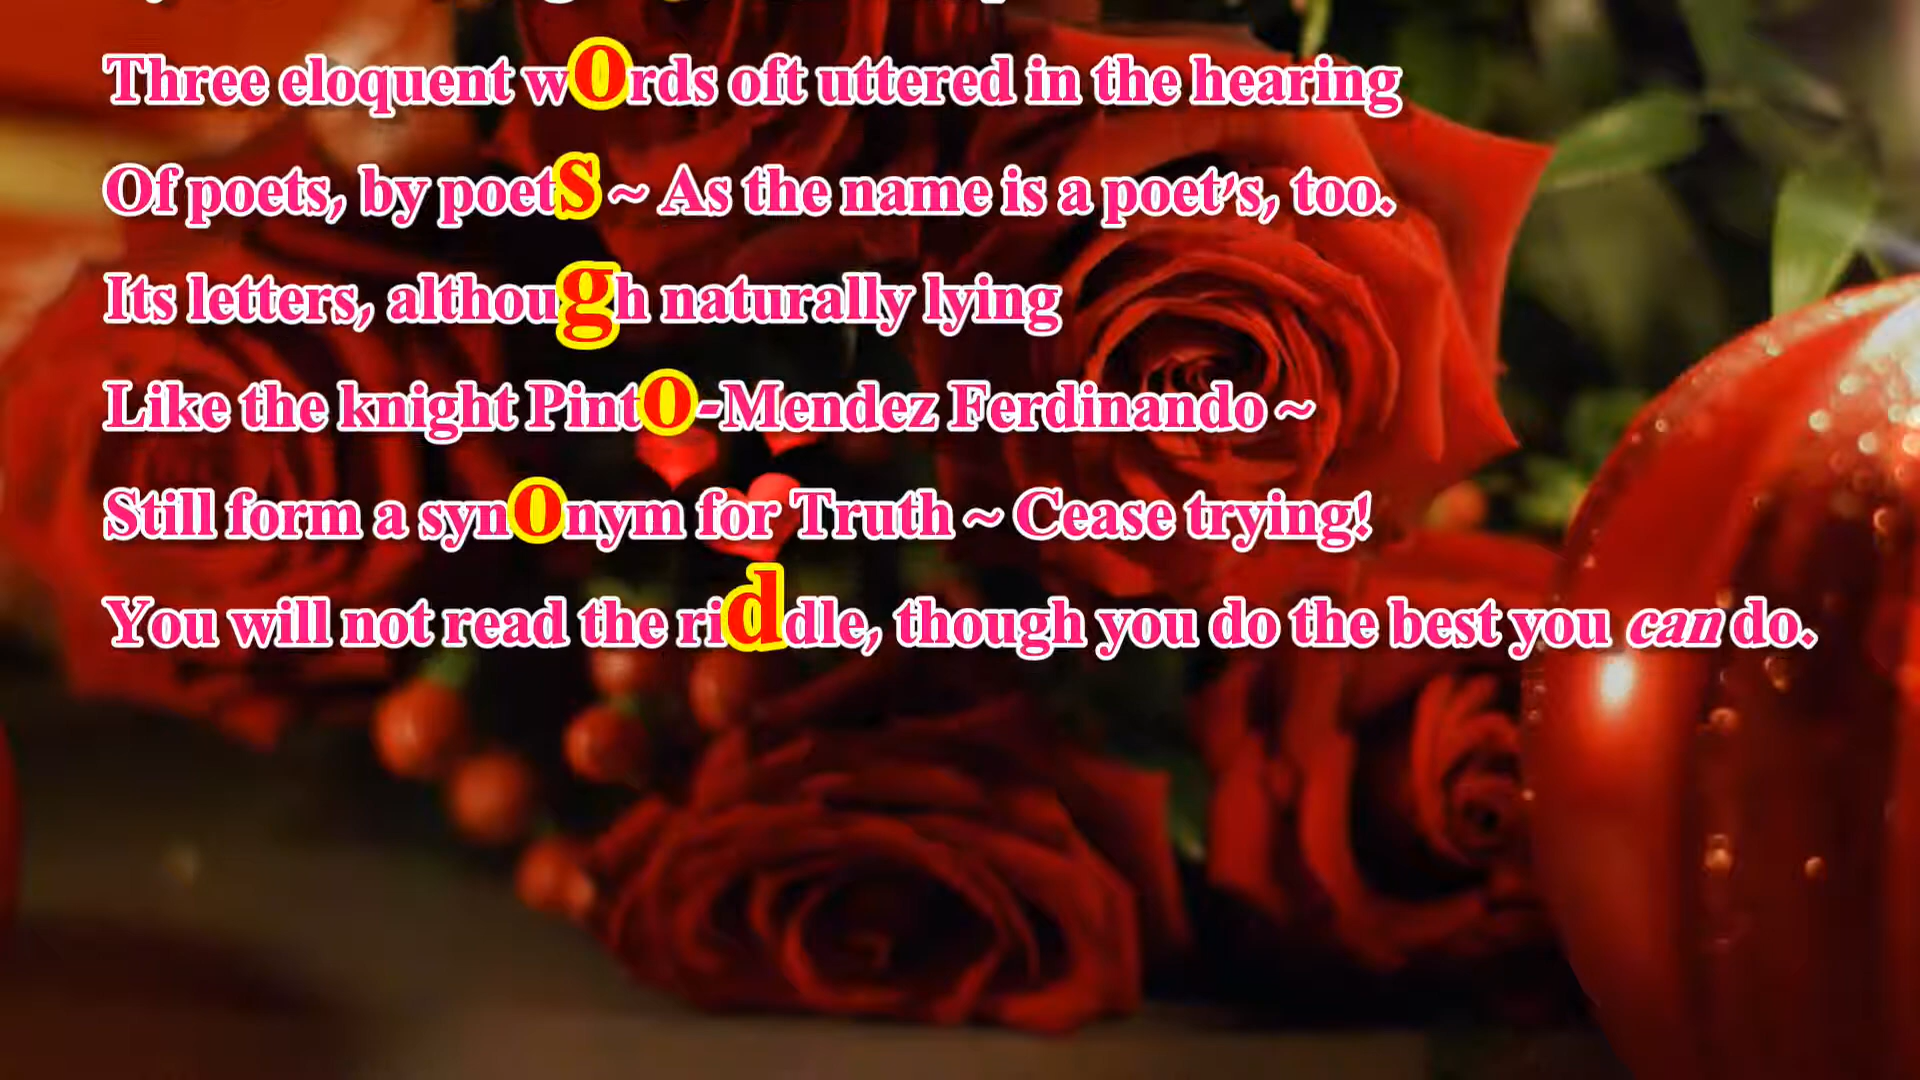 Three eloquent words oft uttered in the hearing
Of poets, by poets ~ As the name is a poet's, too.
Its letters, although naturally lying
Like the knight Pinto-Mendez Ferdinando ~
Still form a synonym for Truth ~ Cease trying!
You will not read the riddle, though you do the best you can do.